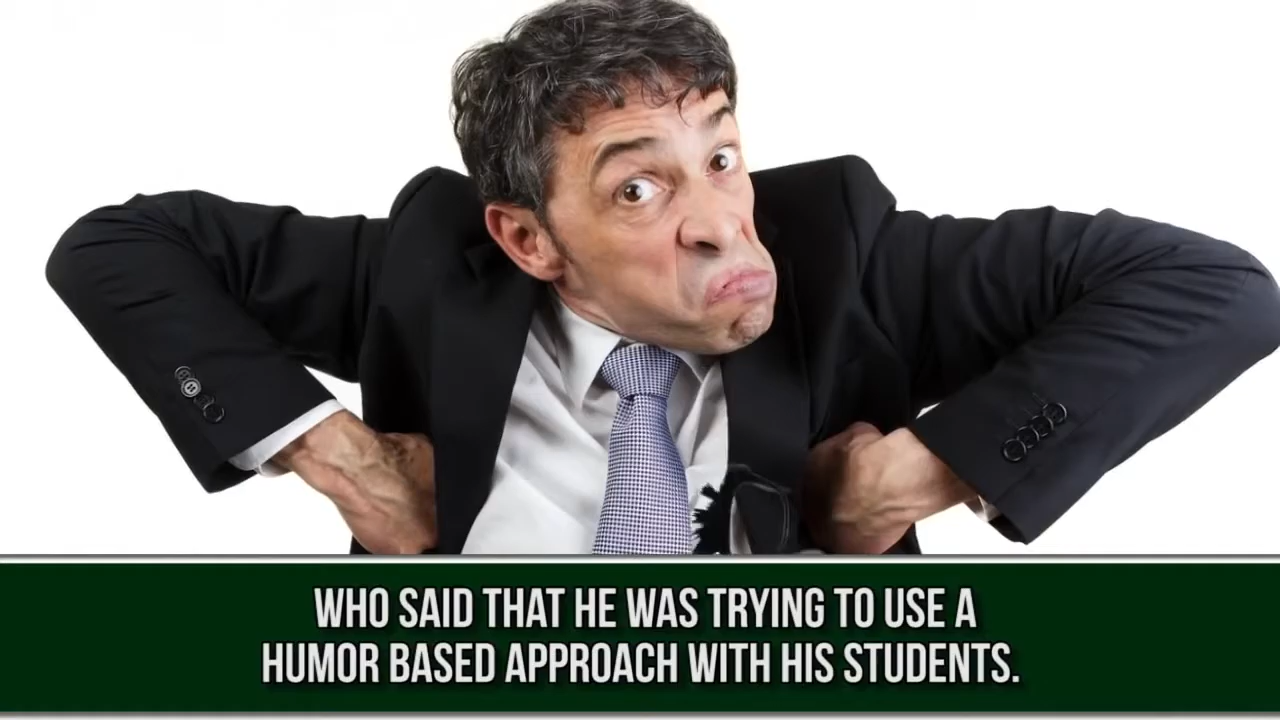 WHO SAID THAT HE WAS TRYING TO USE A
HUMOR BASED APPROACH WITH HIS STUDENTS.